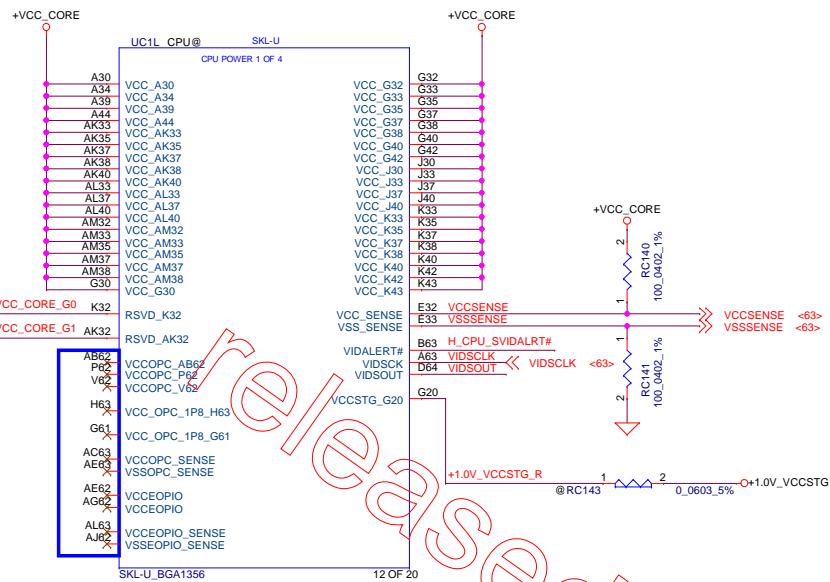 +VCC_CORE
+VCC_CORE
UC1L CPU@ SKL-U
CPU POWER 1 OF 4
A30 VCC_A30 VCC_G32 G32
A34 VCC_A34 VCC_G33 G33
A39 VCC_A39 VCC_G35 G35
A44 VCC_A44 VCC_G37 G37
AK33 VCC_AK33 VCC_G38 G38
AK35 VCC_AK35 VCC_G40 G40
AK37 VCC_AK37 VCC_G42 G42
AK38 VCC_AK38 VCC_J30 J30
AK40 VCC_AK40 VCC_J33 J33
AL33 VCC_AL33 VCC_J37 J37
AL37 VCC_AL37 VCC_J40 J40
AL40 VCC_AL40 VCC_K33 K33
AM32 VCC_AM32 VCC_K35 K35
AM33 VCC_AM33 VCC_K37 K37
AM35 VCC_AM35 VCC_K38 K38
AM37 VCC_AM37 VCC_K40 K40
AM38 VCC_AM38 VCC_K42 K42
G30 VCC_G30 VCC_K43 K43
+VCC_CORE
2
RC140
100_0402_1%
1
VCC_CORE_G0 K32 RSVD_K32
VCC_SENSE E32 VCCSENSE VCCSENSE <63>
VSS_SENSE E33 VSSSENSE VSSSENSE <63>
VCC_CORE_G1 AK32 RSVD_AK32
VIDALERT# B63 H_CPU_SVIDALRT#
VIDSCK A63 VIDSCLK VIDSCLK <63>
VIDSOUT D64 VIDSOUT
1
RC141
100_0402_1%
2
AB62 VCCOPC_AB62
P62 VCCOPC_P62
V62 VCCOPC_V62
VCCSTG_G20 G20
H63 VCC_OPC_1P8_H63
G61 VCC_OPC_1P8_G61
AC63 VCCOPC_SENSE
AE63 VSSOPC_SENSE
+1.0V_VCCSTG_R
@RC143 1 2 0_0603_5% +1.0V_VCCSTG
AE62 VCCEOPIO
AG62 VCCEOPIO
AL63 VCCEOPIO_SENSE
AJ62 VSSEOPIO_SENSE
SKL-U_BGA1356 12 OF 20
release